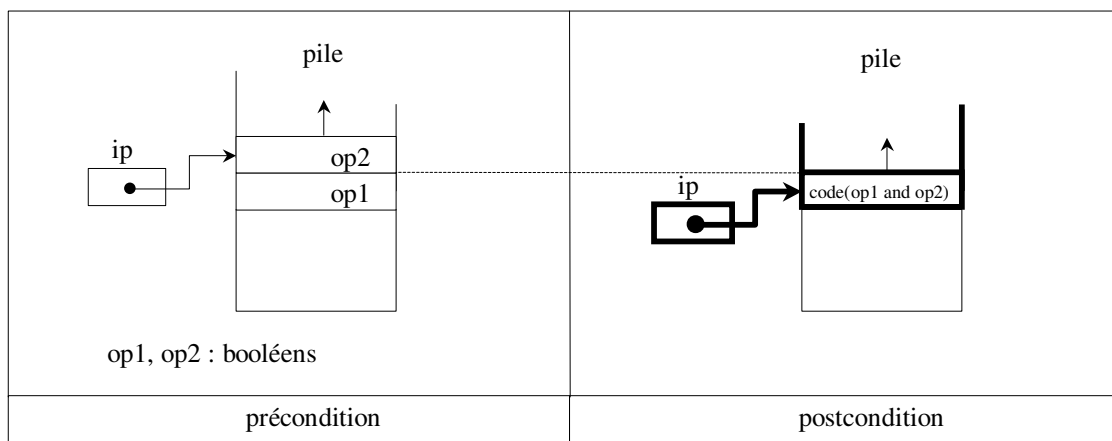 pile
ip
op2
op1
op1, op2 : booléens
précondition
pile
ip
code(op1 and op2)
postcondition